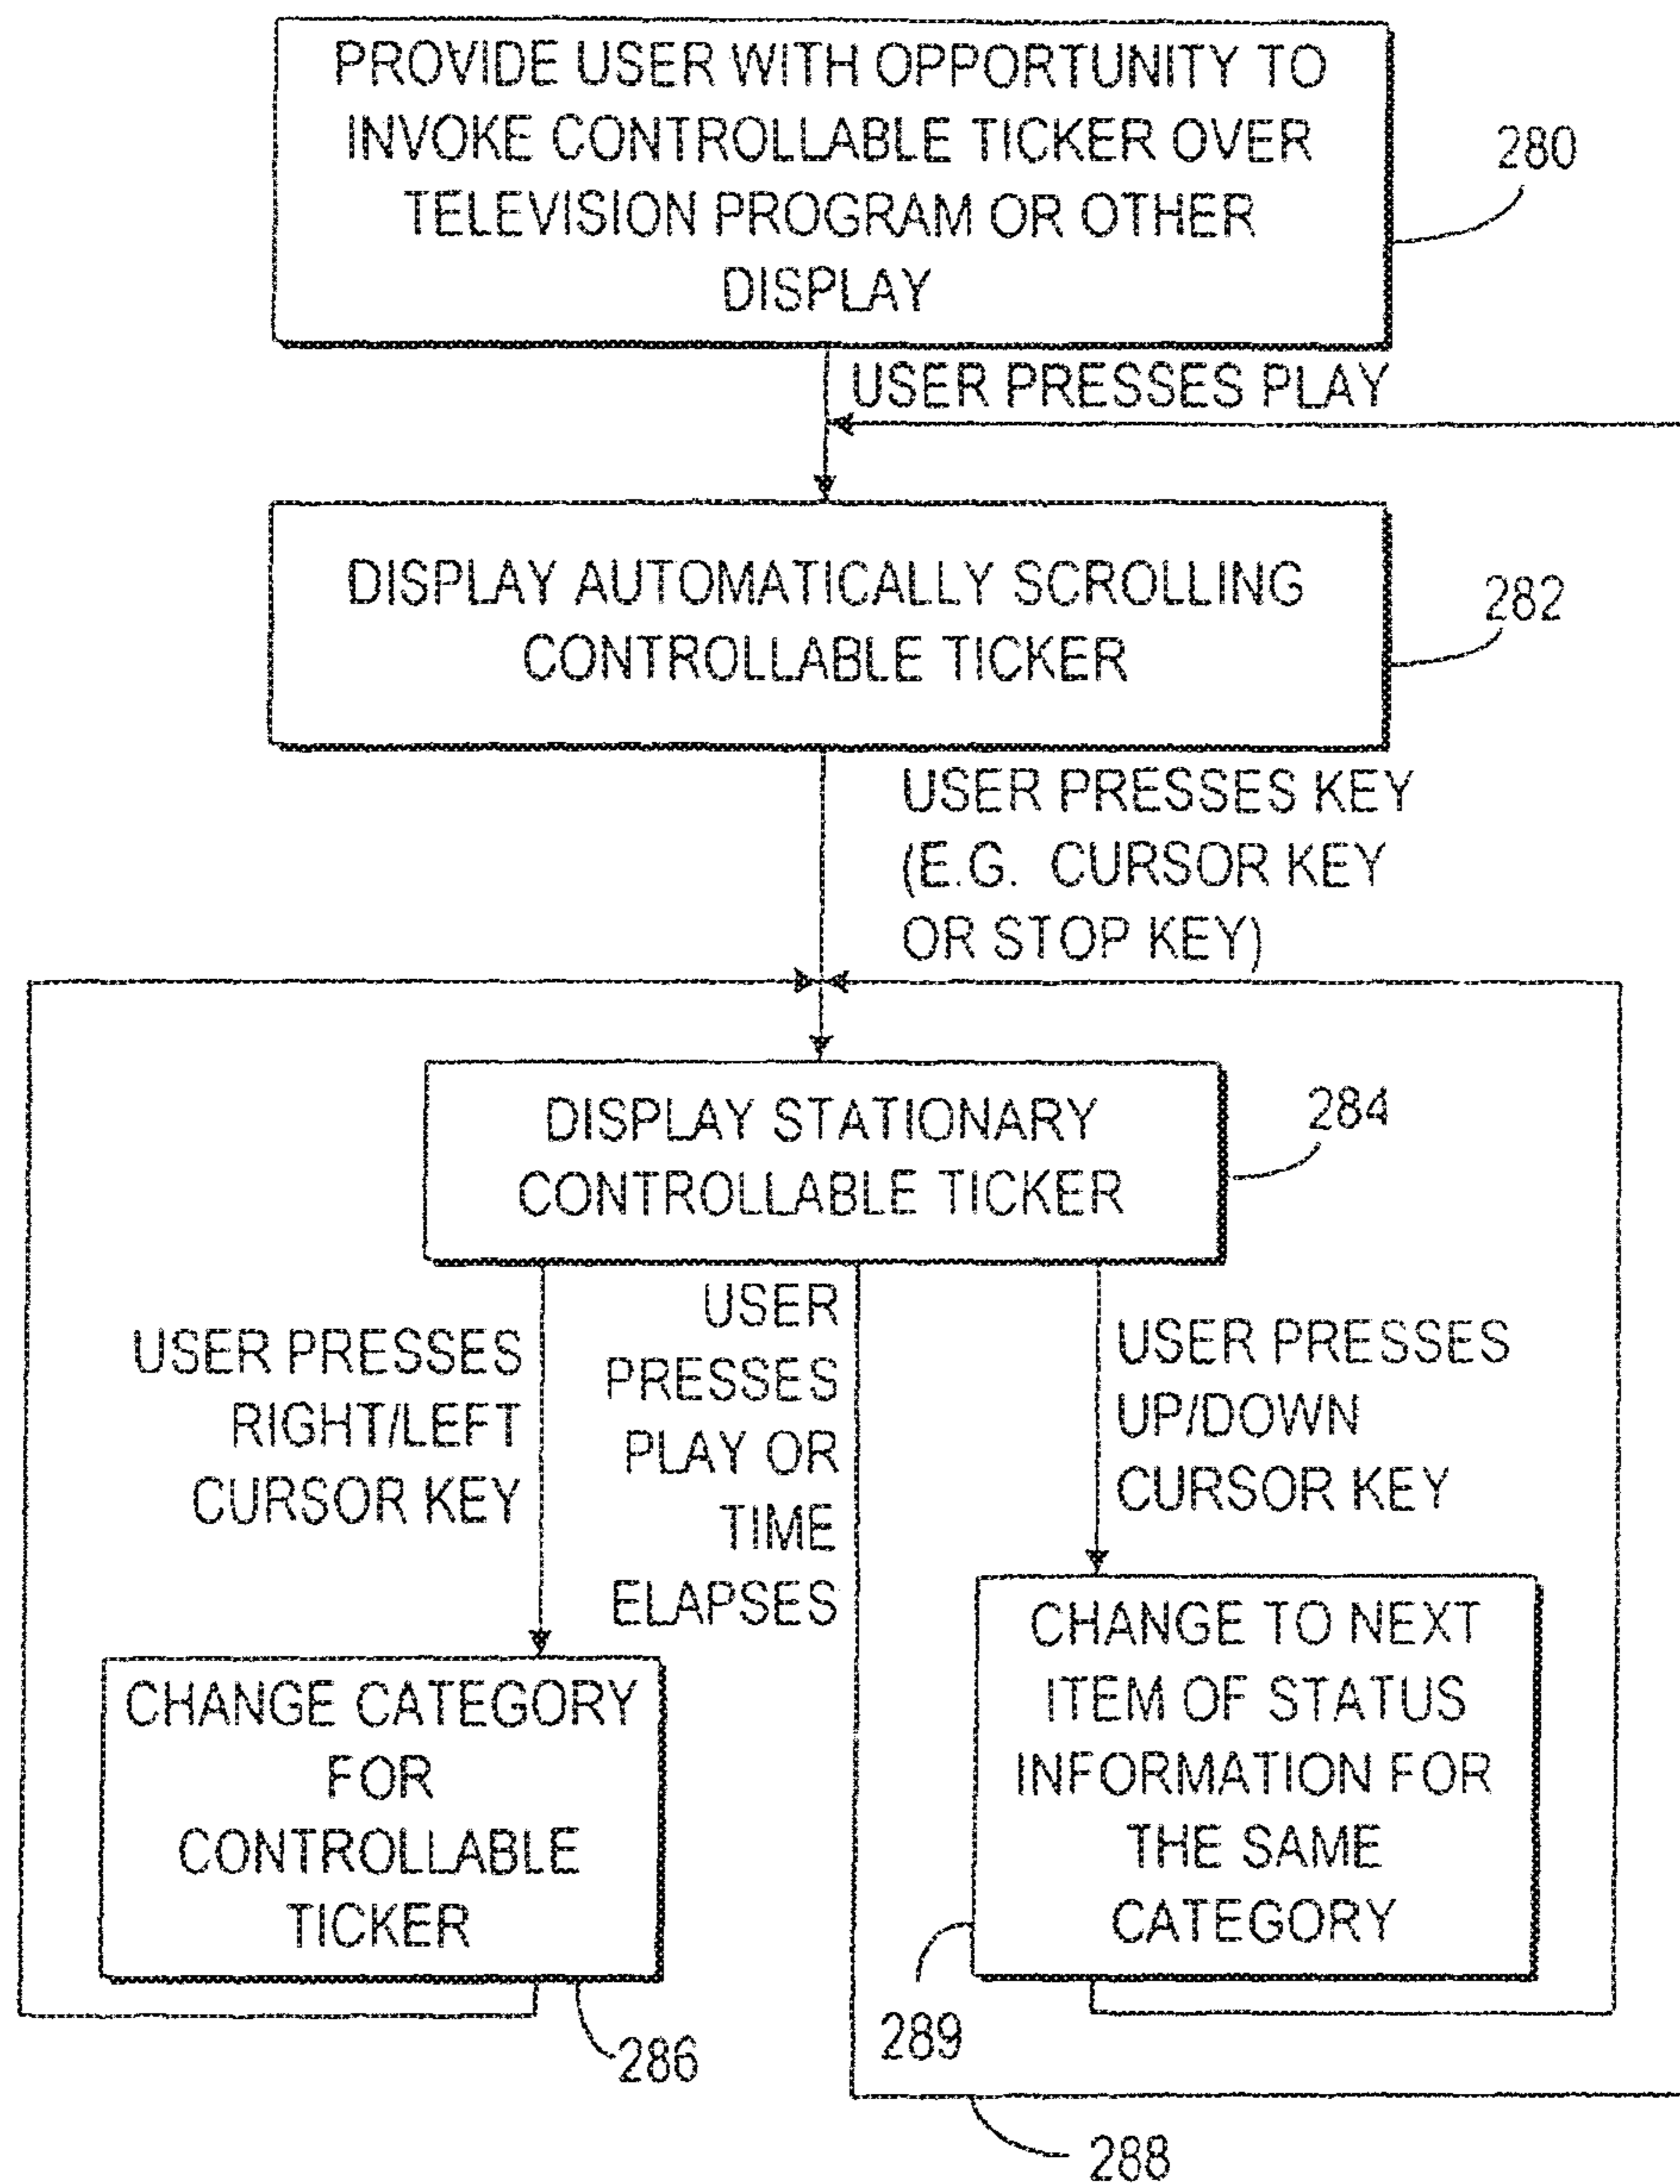 PROVIDE USER WITH OPPORTUNITY TO
INVOKE CONTROLLABLE TICKER OVER
TELEVISION PROGRAM OR OTHER
DISPLAY
280
USER PRESSES PLAY
DISPLAY AUTOMATICALLY SCROLLING
CONTROLLABLE TICKER
282
USER PRESSES KEY
(E.G. CURSOR KEY
OR STOP KEY)
DISPLAY STATIONARY
CONTROLLABLE TICKER
284
USER PRESSES
RIGHT/LEFT
CURSOR KEY
USER
PRESSES
PLAY OR
TIME
ELAPSES
USER PRESSES
UP/DOWN
CURSOR KEY
CHANGE CATEGORY
FOR
CONTROLLABLE
TICKER
286
CHANGE TO NEXT
ITEM OF STATUS
INFORMATION FOR
THE SAME
CATEGORY
289
288